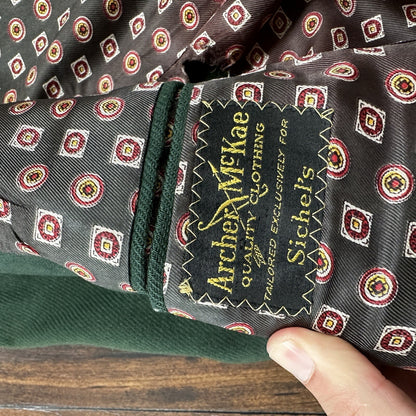 Archer McKae
QUALITY CLOTHING
TAILORED EXCLUSIVELY FOR
Sichel's